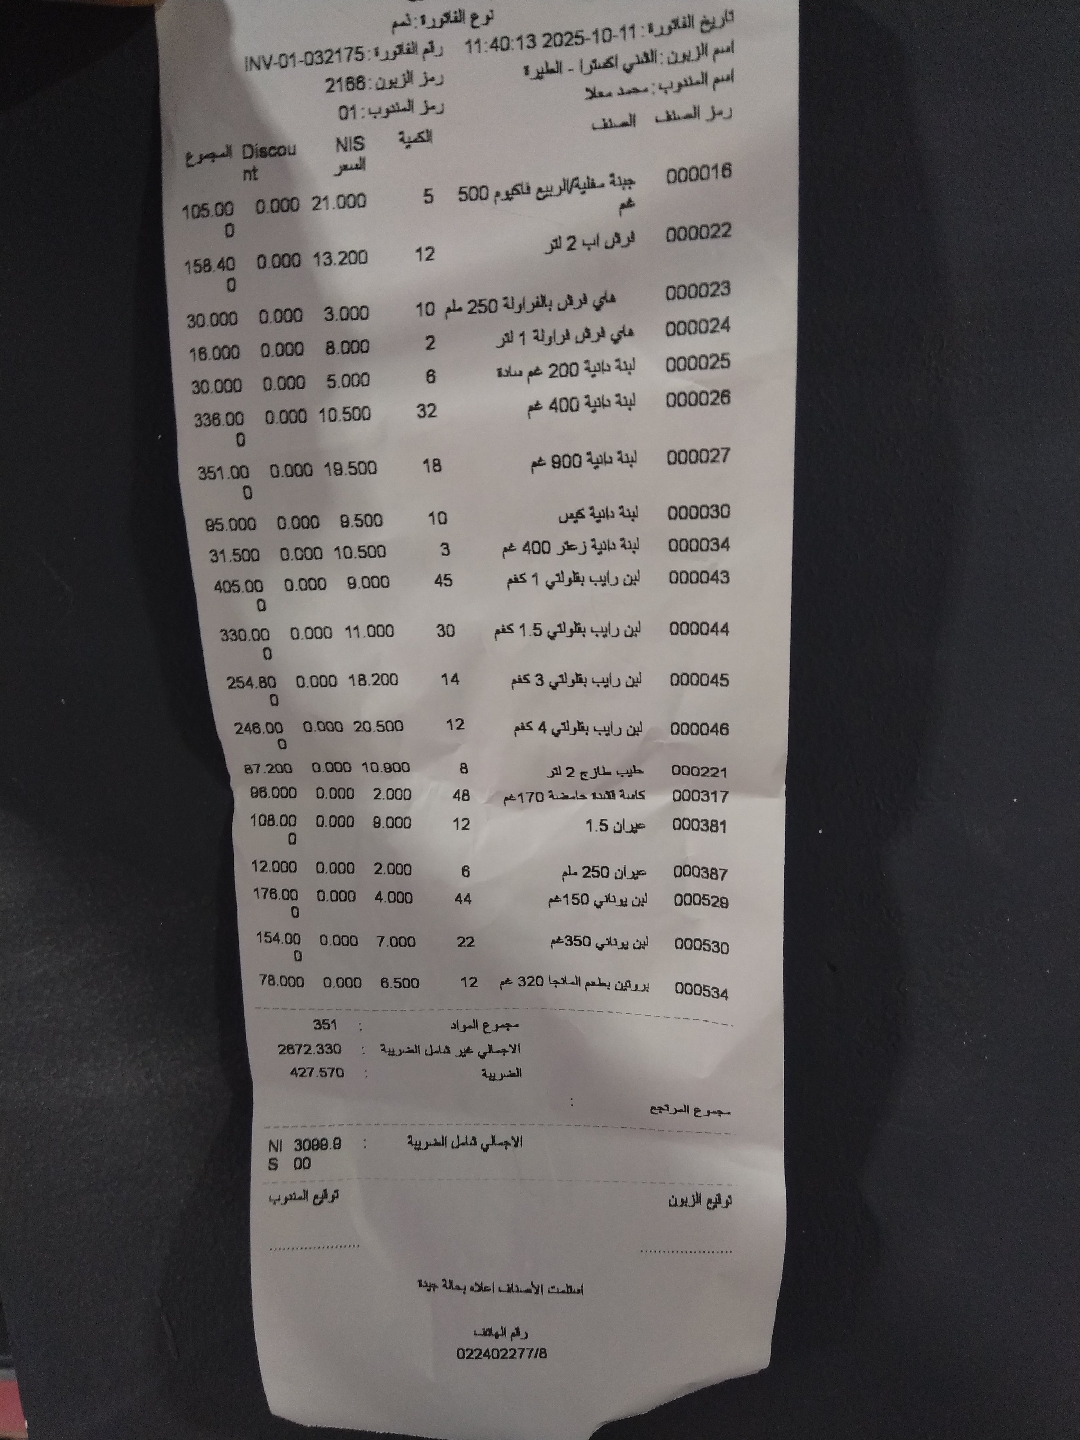 نوع الفاتورة : ذمم
تاريخ الفاتورة : 11-10-2025 11:40:13 رقم الفاتورة : INV-01-032175
اسم الزبون : الشني اكسترا - الطيرة رمز الزبون : 2166
اسم المندوب : محمد معلا رمز المندوب : 01
رمز الصنف الصنف الكمية NIS السعر Discount المجموع
000016 جبنة مغلية/الربيع فاكيوم 500 غم 5 21.000 0.000 105.000
000022 فرش اب 2 لتر 12 13.200 0.000 158.400
000023 هاي فرش بالفراولة 250 ملم 10 3.000 0.000 30.000
000024 هاي فرش فراولة 1 لتر 2 8.000 0.000 16.000
000025 لبنة دانية 200 غم سادة 6 5.000 0.000 30.000
000026 لبنة دانية 400 غم 32 10.500 0.000 336.000
000027 لبنة دانية 900 غم 18 19.500 0.000 351.000
000030 لبنة دانية كيس 10 9.500 0.000 95.000
000034 لبنة دانية زعتر 400 غم 3 10.500 0.000 31.500
000043 لبن رايب بقلولتي 1 كغم 45 9.000 0.000 405.000
000044 لبن رايب بقلولتي 1.5 كغم 30 11.000 0.000 330.000
000045 لبن رايب بقلولتي 3 كغم 14 18.200 0.000 254.800
000046 لبن رايب بقلولتي 4 كغم 12 20.500 0.000 246.000
000221 حليب طازج 2 لتر 8 10.900 0.000 87.200
000317 كاسة قشدة حامضة 170غم 48 2.000 0.000 96.000
000381 عيران 1.5 12 9.000 0.000 108.000
000387 عيران 250 ملم 6 2.000 0.000 12.000
000529 لبن يوناني 150غم 44 4.000 0.000 176.000
000530 لبن يوناني 350غم 22 7.000 0.000 154.000
000534 بروتين بطعم المانجا 320 غم 12 6.500 0.000 78.000
مجموع المواد : 351
الاجمالي غير شامل الضريبة : 2672.330
الضريبة : 427.570
مجموع المرتجع :
الاجمالي شامل الضريبة : 3099.900 NIS
توقيع الزبون توقيع المندوب
استلمت الأصناف اعلاه بحالة جيدة
رقم الهاتف
022402277/8